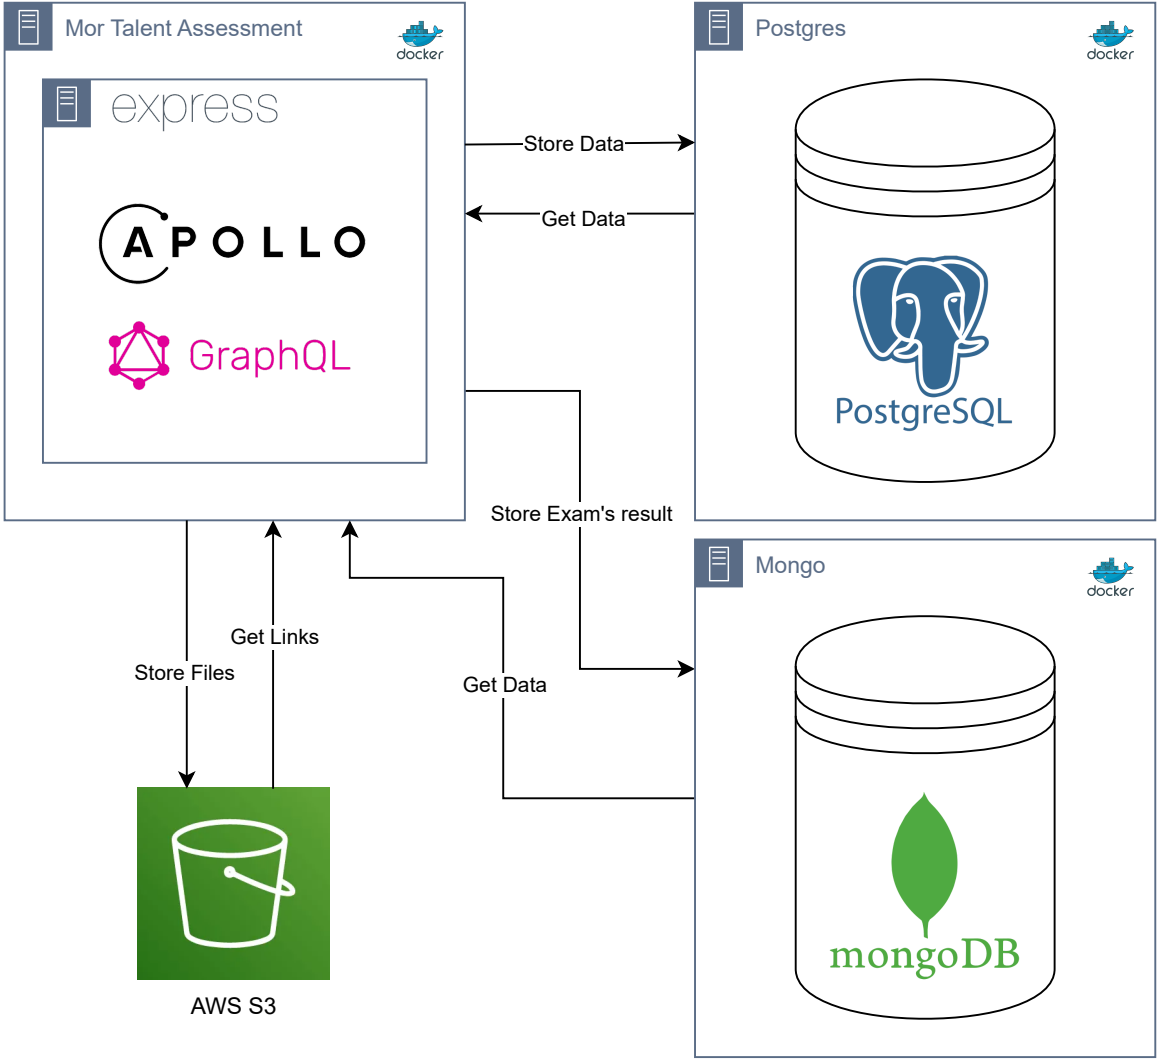 Mor Talent Assessment
docker
express
APOLLO
GraphQL
Store Data
Get Data
Postgres
docker
PostgreSQL
Store Exam's result
Get Links
Store Files
Get Data
Mongo
docker
mongoDB
AWS S3